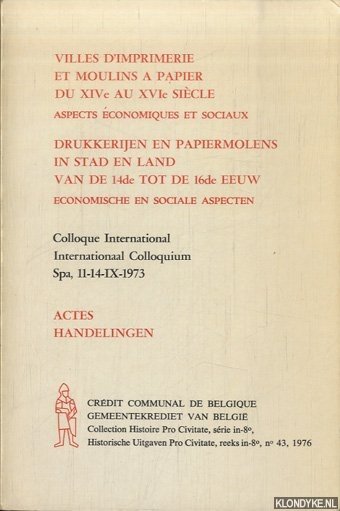 VILLES D'IMPRIMERIE
ET MOULINS A PAPIER
DU XIVe AU XVIe SIÈCLE
ASPECTS ÉCONOMIQUES ET SOCIAUX
DRUKKERIJEN EN PAPIERMOLENS
IN STAD EN LAND
VAN DE 14de TOT DE 16de EEUW
ECONOMISCHE EN SOCIALE ASPECTEN
Colloque International
Internationaal Colloquium
Spa, 11-14-IX-1973
ACTES
HANDELINGEN
CRÉDIT COMMUNAL DE BELGIQUE
GEMEENTEKREDIET VAN BELGIË
Collection Histoire Pro Civitate, série in-8º,
Historische Uitgaven Pro Civitate, reeks in-8º, nº 43, 1976
KLONDYKE.NL